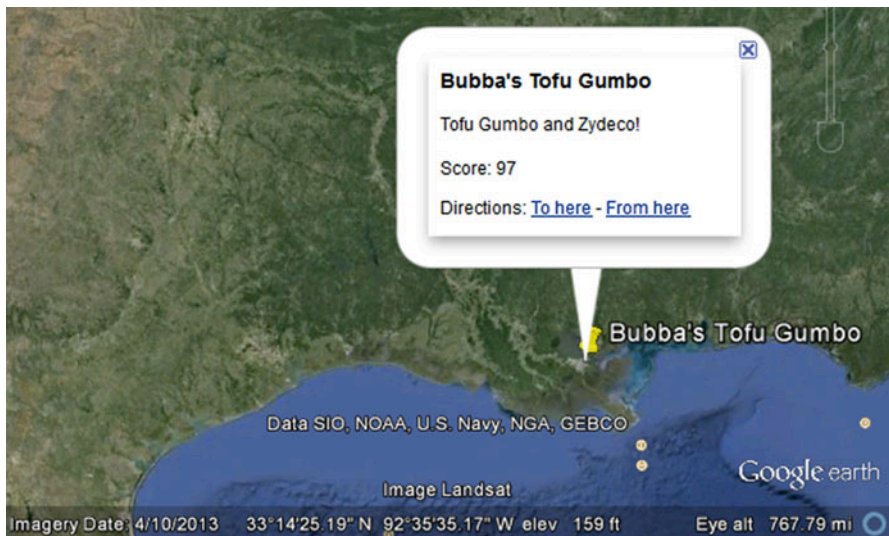 Bubba's Tofu Gumbo
Tofu Gumbo and Zydeco!
Score: 97
Directions: To here - From here
Bubba's Tofu Gumbo
Data SIO, NOAA, U.S. Navy, NGA, GEBCO
Google earth
Image Landsat
Imagery Date: 4/10/2013 33°14'25.19" N 92°35'35.17" W elev 159 ft Eye alt 767.79 mi